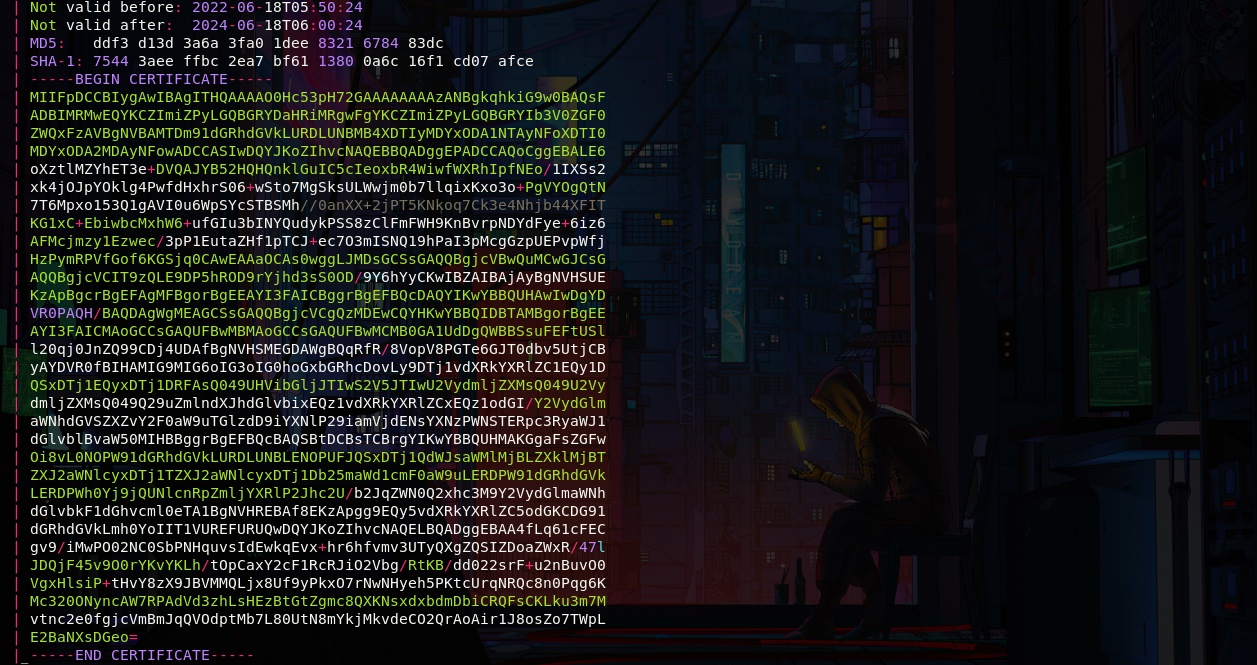 | Not valid before: 2022-06-18T05:50:24
| Not valid after:  2024-06-18T06:00:24
| MD5:   ddf3 d13d 3a6a 3fa0 1dee 8321 6784 83dc
| SHA-1: 7544 3aee ffbc 2ea7 bf61 1380 0a6c 16f1 cd07 afce
| -----BEGIN CERTIFICATE-----
| MIIFpDCCBIygAwIBAgITHQAAAAO0Hc53pH72GAAAAAAAAzANBgkqhkiG9w0BAQsF
| ADBIMRMwEQYKCZImiZPyLGQBGRYDaHRiMRgwFgYKCZImiZPyLGQBGRYIb3V0ZGF0
| ZWQxFzAVBgNVBAMTDm91dGRhdGVkLURDLUNBMB4XDTIyMDYxODA1NTAyNFoXDTI0
| MDYxODA2MDAyNFowADCCASIwDQYJKoZIhvcNAQEBBQADggEPADCCAQoCggEBALE6
| oXztlMZYhET3e+DVQAJYB52HQHQnklGuIC5cIeoxbR4WiwfWXRhIpfNEo/1IXSs2
| xk4jOJpYOklg4PwfdHxhrS06+wSto7MgSksULWwjm0b7llqixKxo3o+PgVYOgQtN
| 7T6Mpxo153Q1gAVI0u6WpSYcSTBSMh//0anXX+2jPT5KNKoq7Ck3e4Nhjb44XFIT
| KG1xC+EbiwbcMxhW6+ufGIu3bINYQudykPSS8zClFmFWH9KnBvrpNDYdFye+6iz6
| AFMcjmzy1Ezwec/3pP1EutaZHf1pTCJ+ec7O3mISNQ19hPaI3pMcgGzpUEPvpWfj
| HzPymRPVfGof6KGSjq0CAwEAAaOCAs0wggLJMDsGCSsGAQQBgjcVBwQuMCwGJCsG
| AQQBgjcVCIT9zQLE9DP5hROD9rYjhd3sS0OD/9Y6hYyCKwIBZAIBAjAyBgNVHSUE
| KzApBgcrBgEFAgMFBgorBgEEAYI3FAICBggrBgEFBQcDAQYIKwYBBQUHAwIwDgYD
| VR0PAQH/BAQDAgWgMEAGCSsGAQQBgjcVCgQzMDEwCQYHKwYBBQIDBTAMBgorBgEE
| AYI3FAICMAoGCCsGAQUFBwMBMAoGCCsGAQUFBwMCMB0GA1UdDgQWBBSsuFEFtUSl
| l20qj0JnZQ99CDj4UDAfBgNVHSMEGDAWgBQqRfR/8VopV8PGTe6GJT0dbv5UtjCB
| yAYDVR0fBIHAMIG9MIG6oIG3oIG0hoGxbGRhcDovLy9DTj1vdXRkYXRlZC1EQy1D
| QSxDTj1EQyxDTj1DRFAsQ049UHVibGljJTIwS2V5JTIwU2VydmljZXMsQ049U2Vy
| dmljZXMsQ049Q29uZmlndXJhdGlvbixEQz1vdXRkYXRlZCxEQz1odGI/Y2VydGlm
| aWNhdGVSZXZvY2F0aW9uTGlzdD9iYXNlP29iamVjdENsYXNzPWNSTERpc3RyaWJ1
| dGlvblBvaW50MIHBBggrBgEFBQcBAQSBtDCBsTCBrgYIKwYBBQUHMAKGgaFsZGFw
| Oi8vL0NOPW91dGRhdGVkLURDLUNBLENOPUFJQSxDTj1QdWJsaWMlMjBLZXklMjBT
| ZXJ2aWNlcyxDTj1TZXJ2aWNlcyxDTj1Db25maWd1cmF0aW9uLERDPW91dGRhdGVk
| LERDPWh0Yj9jQUNlcnRpZmljYXRlP2Jhc2U/b2JqZWN0Q2xhc3M9Y2VydGlmaWNh
| dGlvbkF1dGhvcml0eTA1BgNVHREBAf8EKzApgg9EQy5vdXRkYXRlZC5odGKCDG91
| dGRhdGVkLmh0YoIIT1VUREFURUQwDQYJKoZIhvcNAQELBQADggEBAA4fLq61cFEC
| gv9/iMwPO02NC0SbPNHquvsIdEwkqEvx+hr6hfvmv3UTyQXgZQSIZDoaZWxR/47l
| JDQjF45v9O0rYKvYKLh/tOpCaxY2cF1RcRJiO2Vbg/RtKB/dd022srF+u2nBuvO0
| VgxHlsiP+tHvY8zX9JBVMMQLjx8Uf9yPkxO7rNwNHyeh5PKtcUrqNRQc8n0Pqg6K
| Mc320ONyncAW7RPAdVd3zhLsHEzBtGtZgmc8QXKNsxdxbdmDbiCRQFsCKLku3m7M
| vtnc2e0fgjcVmBmJqQVOdptMb7L80UtN8mYkjMkvdeCO2QrAoAir1J8osZo7TWpL
| E2BaNXsDGeo=
|_-----END CERTIFICATE-----